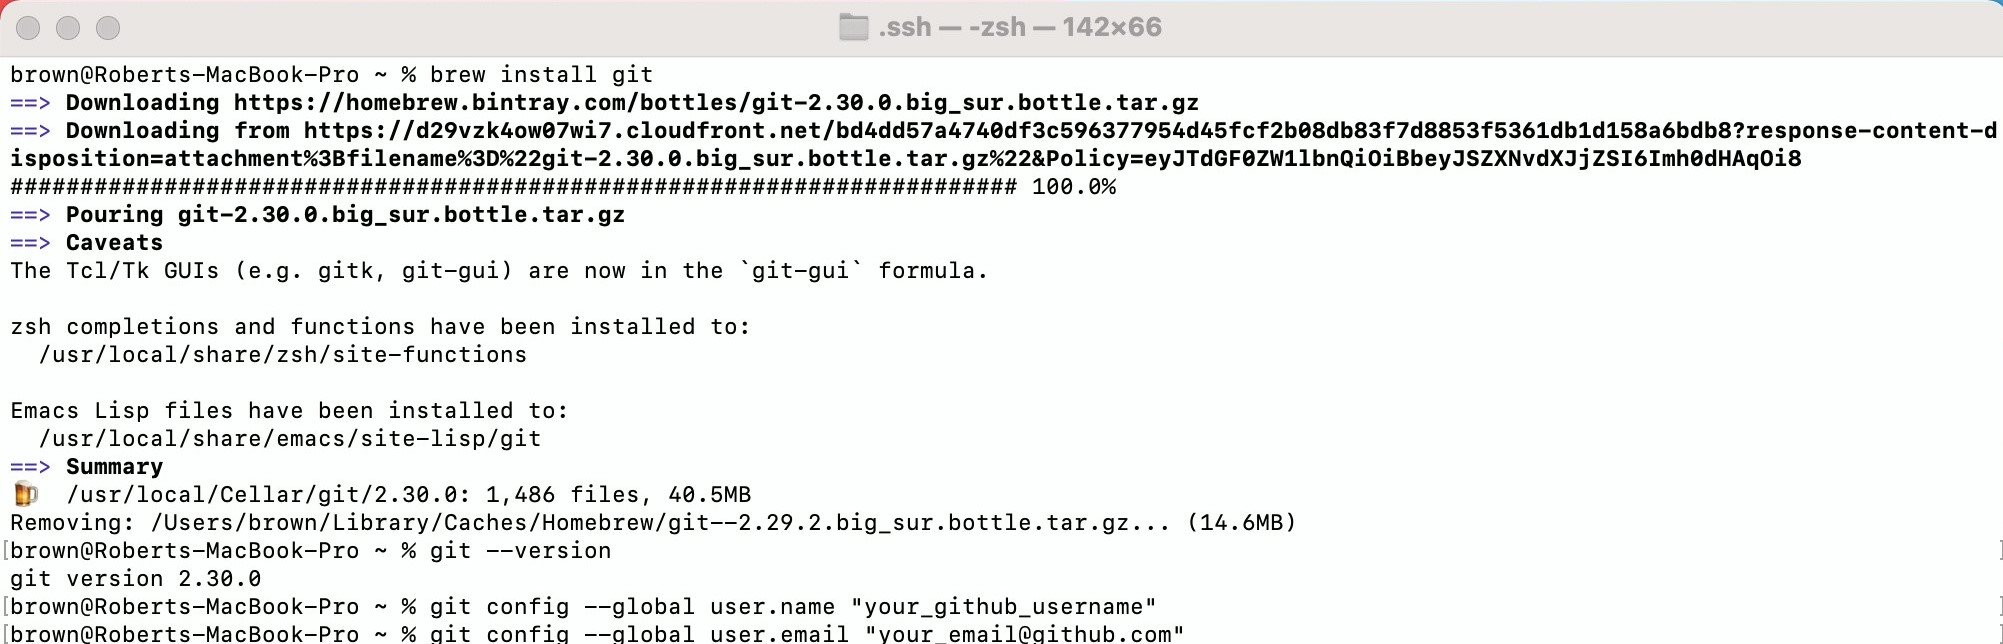 .ssh — -zsh — 142×66
brown@Roberts-MacBook-Pro ~ % brew install git
==> Downloading https://homebrew.bintray.com/bottles/git-2.30.0.big_sur.bottle.tar.gz
==> Downloading from https://d29vzk4ow07wi7.cloudfront.net/bd4dd57a4740df3c596377954d45fcf2b08db83f7d8853f5361db1d158a6bdb8?response-content-d
isposition=attachment%3Bfilename%3D%22git-2.30.0.big_sur.bottle.tar.gz%22&Policy=eyJTdGF0ZW1lbnQiOiBbeyJSZXNvdXJjZSI6Imh0dHAqOi8
######################################################################## 100.0%
==> Pouring git-2.30.0.big_sur.bottle.tar.gz
==> Caveats
The Tcl/Tk GUIs (e.g. gitk, git-gui) are now in the `git-gui` formula.
zsh completions and functions have been installed to:
/usr/local/share/zsh/site-functions
Emacs Lisp files have been installed to:
/usr/local/share/emacs/site-lisp/git
==> Summary
🍺 /usr/local/Cellar/git/2.30.0: 1,486 files, 40.5MB
Removing: /Users/brown/Library/Caches/Homebrew/git--2.29.2.big_sur.bottle.tar.gz... (14.6MB)
[brown@Roberts-MacBook-Pro ~ % git --version ]
git version 2.30.0
[brown@Roberts-MacBook-Pro ~ % git config --global user.name "your_github_username" ]
[brown@Roberts-MacBook-Pro ~ % git config --global user.email "your_email@github.com" ]